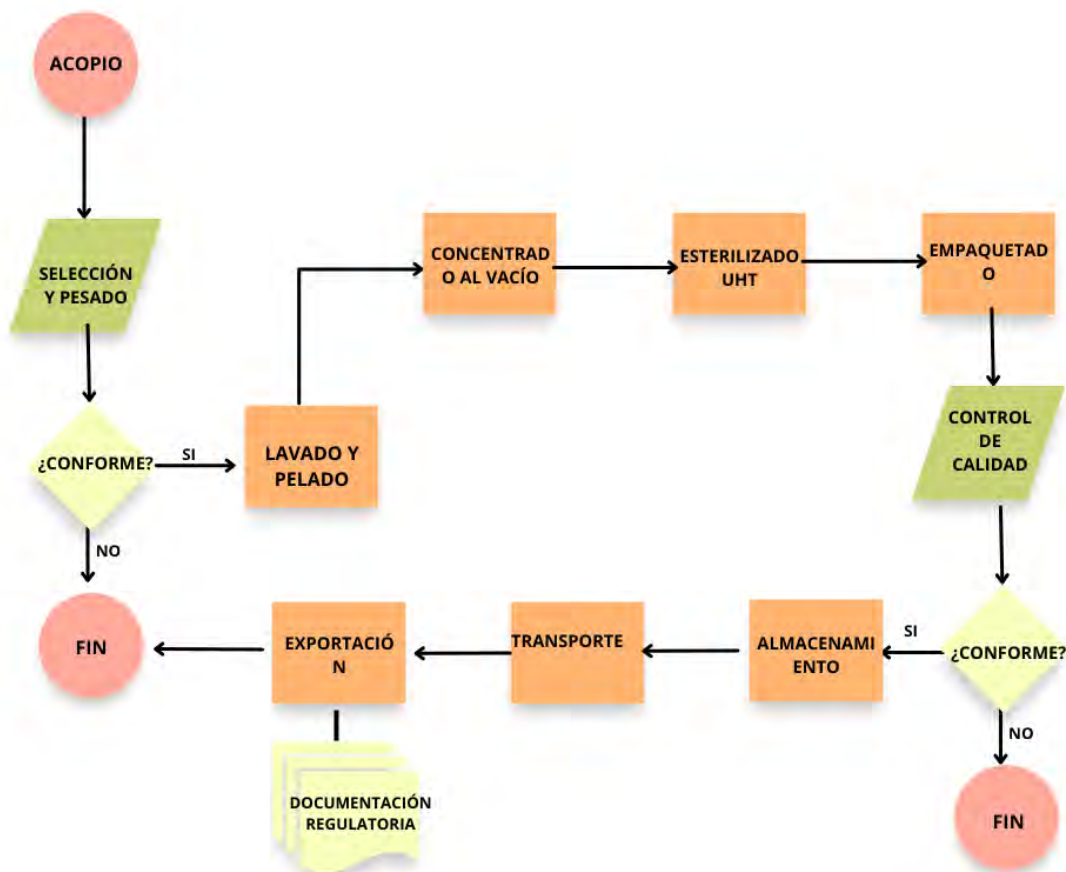 ACOPIO
SELECCIÓN
Y PESADO
¿CONFORME?
SI
NO
FIN
LAVADO Y
PELADO
CONCENTRAD
O AL VACÍO
ESTERILIZADO
UHT
EMPAQUETAD
O
CONTROL
DE
CALIDAD
¿CONFORME?
SI
NO
FIN
ALMACENAMI
ENTO
TRANSPORTE
EXPORTACIÓ
N
DOCUMENTACIÓN
REGULATORIA